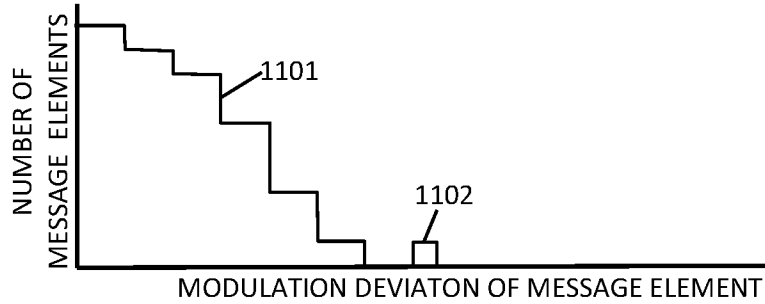 NUMBER OF
MESSAGE ELEMENTS
1101
1102
MODULATION DEVIATON OF MESSAGE ELEMENT